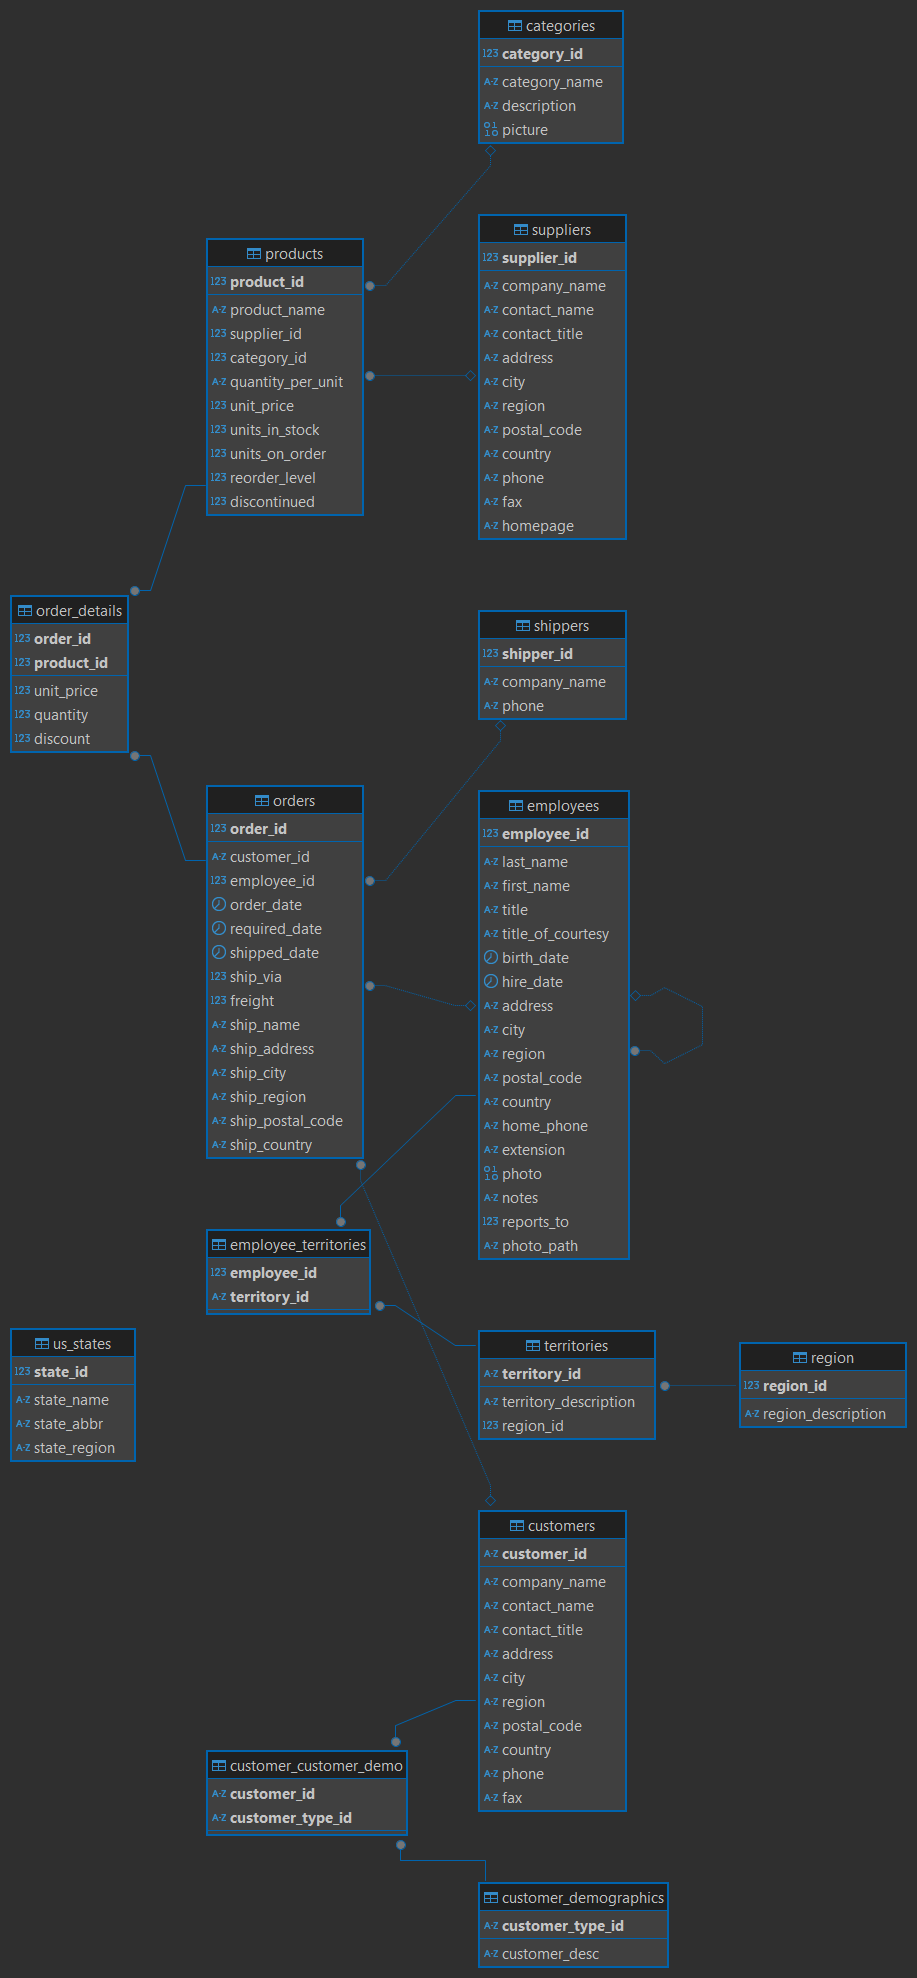 categories
123 category_id
A-Z category_name
A-Z description
01 10 picture
suppliers
123 supplier_id
A-Z company_name
A-Z contact_name
A-Z contact_title
A-Z address
A-Z city
A-Z region
A-Z postal_code
A-Z country
A-Z phone
A-Z fax
A-Z homepage
products
123 product_id
A-Z product_name
123 supplier_id
123 category_id
A-Z quantity_per_unit
123 unit_price
123 units_in_stock
123 units_on_order
123 reorder_level
123 discontinued
order_details
123 order_id
123 product_id
123 unit_price
123 quantity
123 discount
shippers
123 shipper_id
A-Z company_name
A-Z phone
orders
123 order_id
A-Z customer_id
123 employee_id
order_date
required_date
shipped_date
123 ship_via
123 freight
A-Z ship_name
A-Z ship_address
A-Z ship_city
A-Z ship_region
A-Z ship_postal_code
A-Z ship_country
employees
123 employee_id
A-Z last_name
A-Z first_name
A-Z title
A-Z title_of_courtesy
birth_date
hire_date
A-Z address
A-Z city
A-Z region
A-Z postal_code
A-Z country
A-Z home_phone
A-Z extension
01 10 photo
A-Z notes
123 reports_to
A-Z photo_path
employee_territories
123 employee_id
A-Z territory_id
us_states
123 state_id
A-Z state_name
A-Z state_abbr
A-Z state_region
territories
A-Z territory_id
A-Z territory_description
123 region_id
region
123 region_id
A-Z region_description
customers
A-Z customer_id
A-Z company_name
A-Z contact_name
A-Z contact_title
A-Z address
A-Z city
A-Z region
A-Z postal_code
A-Z country
A-Z phone
A-Z fax
customer_customer_demo
A-Z customer_id
A-Z customer_type_id
customer_demographics
A-Z customer_type_id
A-Z customer_desc